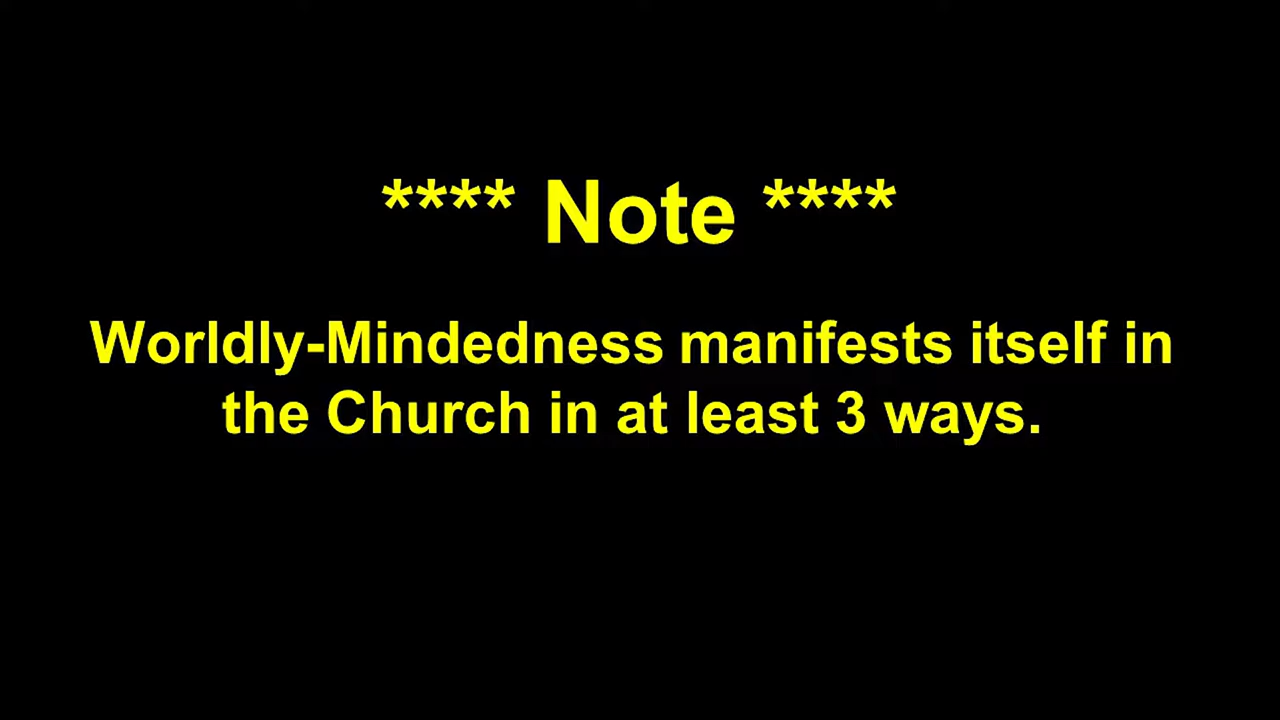 **** Note ****
Worldly-Mindedness manifests itself in
the Church in at least 3 ways.